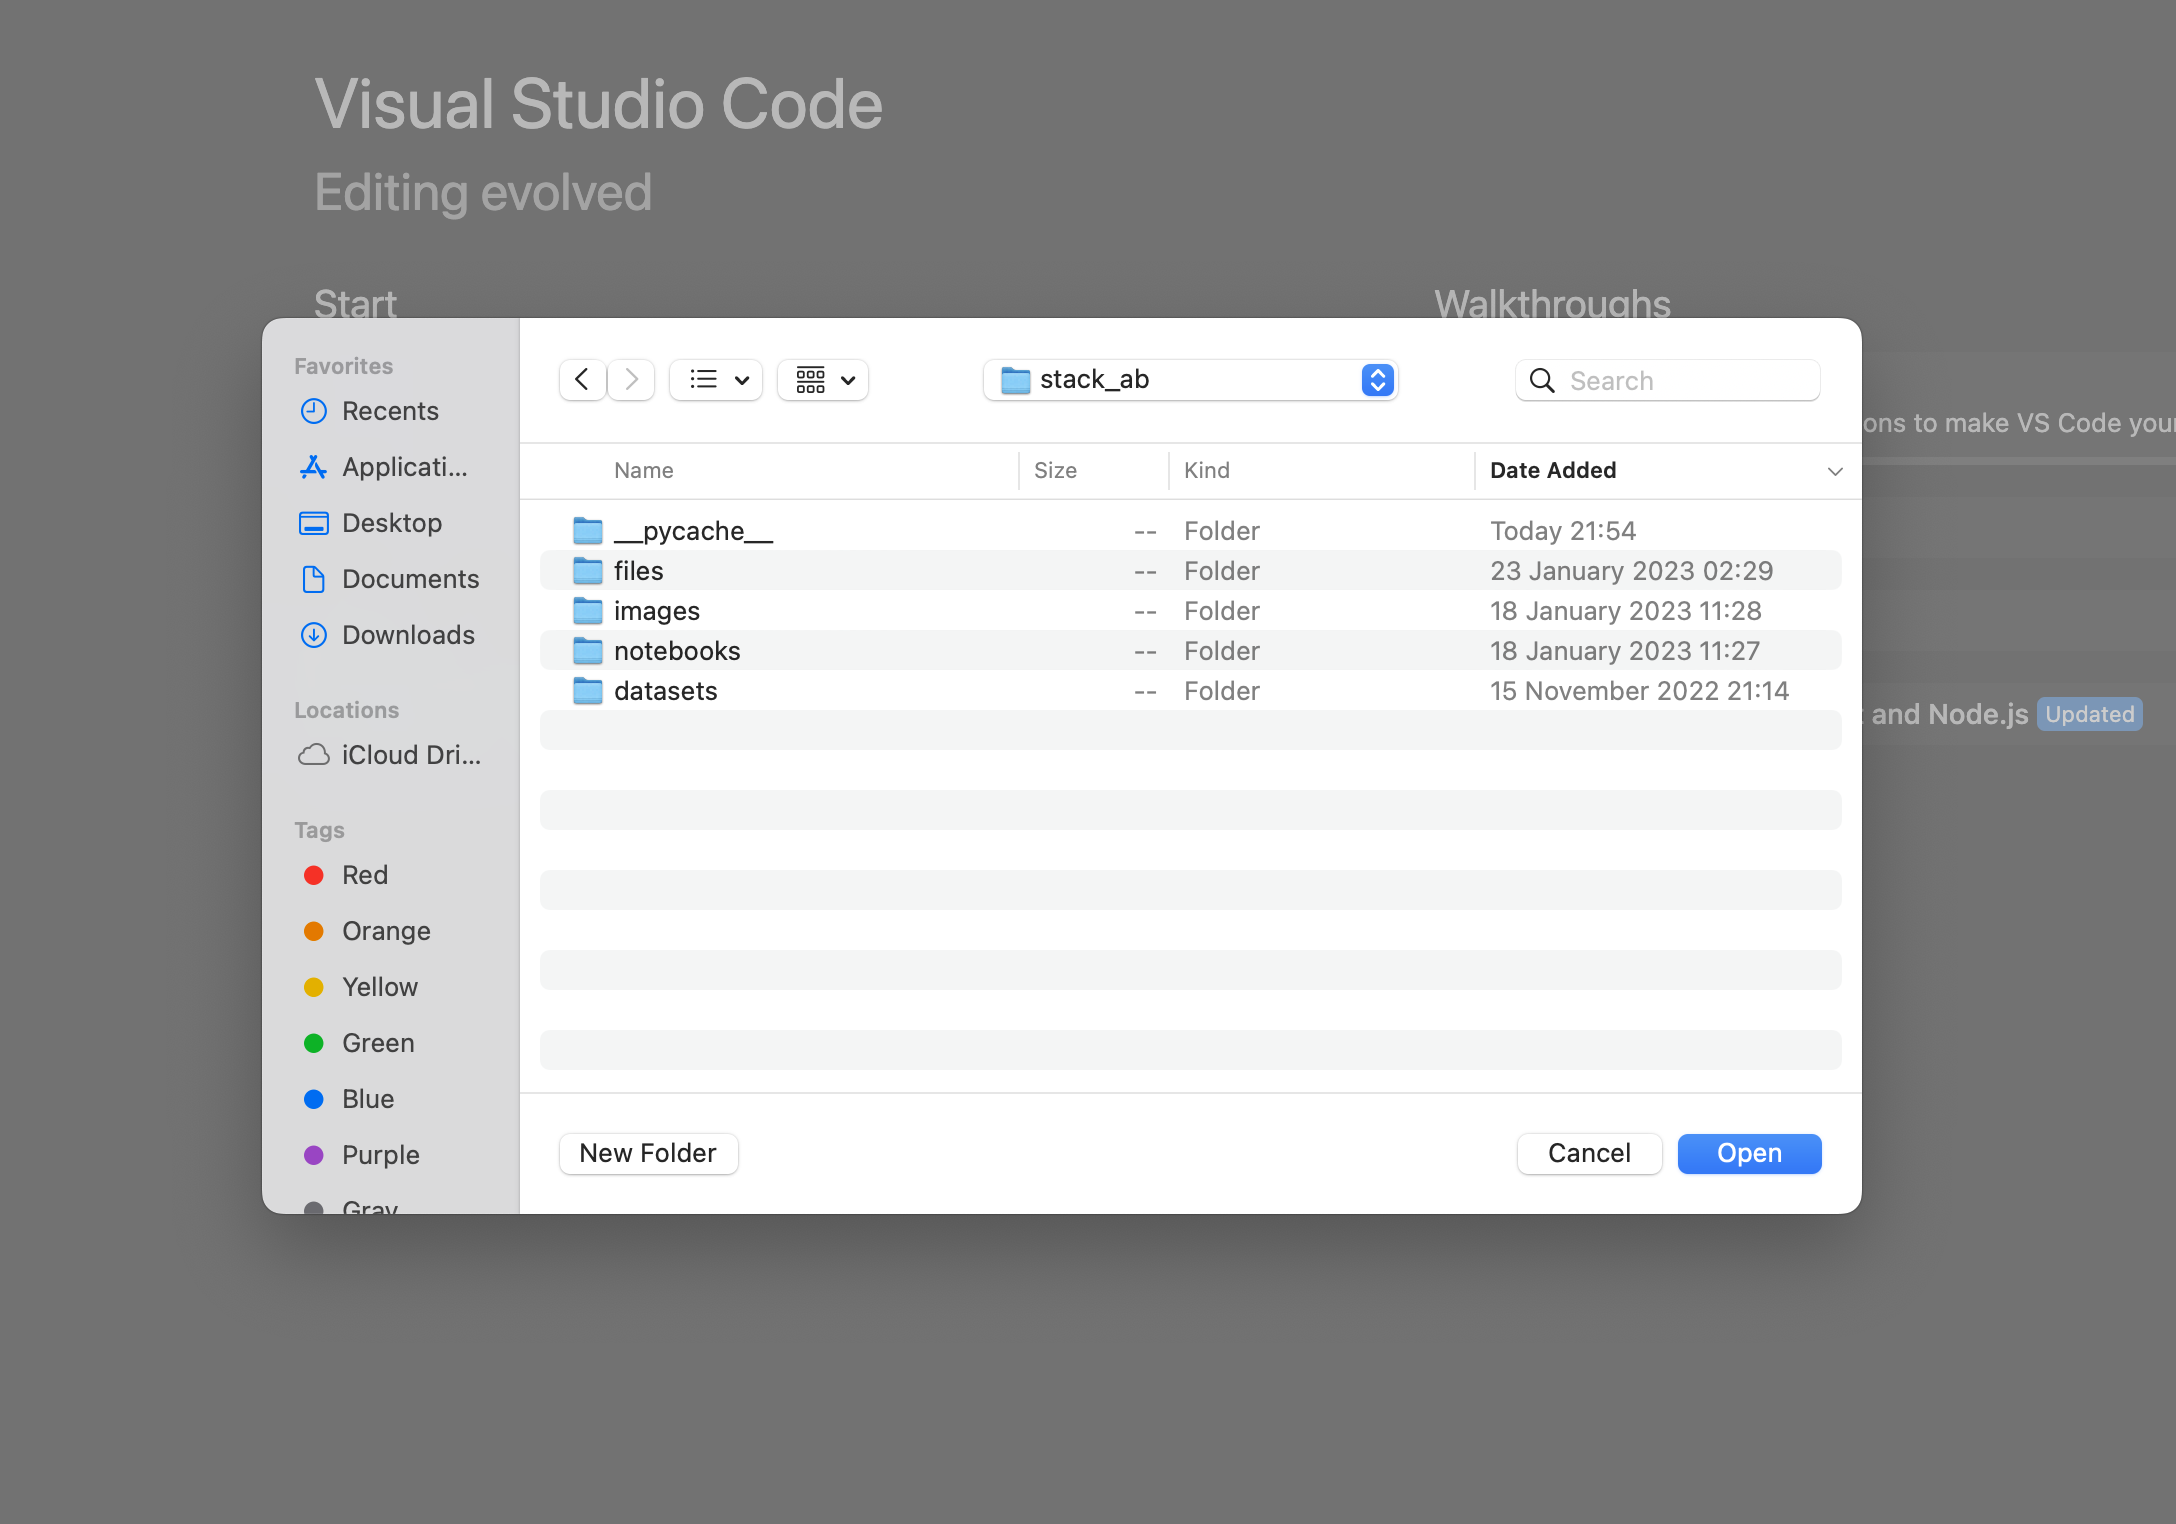 Visual Studio Code
Editing evolved
Start
Walkthroughs
Favorites
Recents
Applicati...
Desktop
Documents
Downloads
Locations
iCloud Dri...
Tags
Red
Orange
Yellow
Green
Blue
Purple
Gray
stack_ab
Search
Name Size Kind Date Added
__pycache__ -- Folder Today 21:54
files -- Folder 23 January 2023 02:29
images -- Folder 18 January 2023 11:28
notebooks -- Folder 18 January 2023 11:27
datasets -- Folder 15 November 2022 21:14
New Folder Cancel Open
ons to make VS Code your
and Node.js Updated